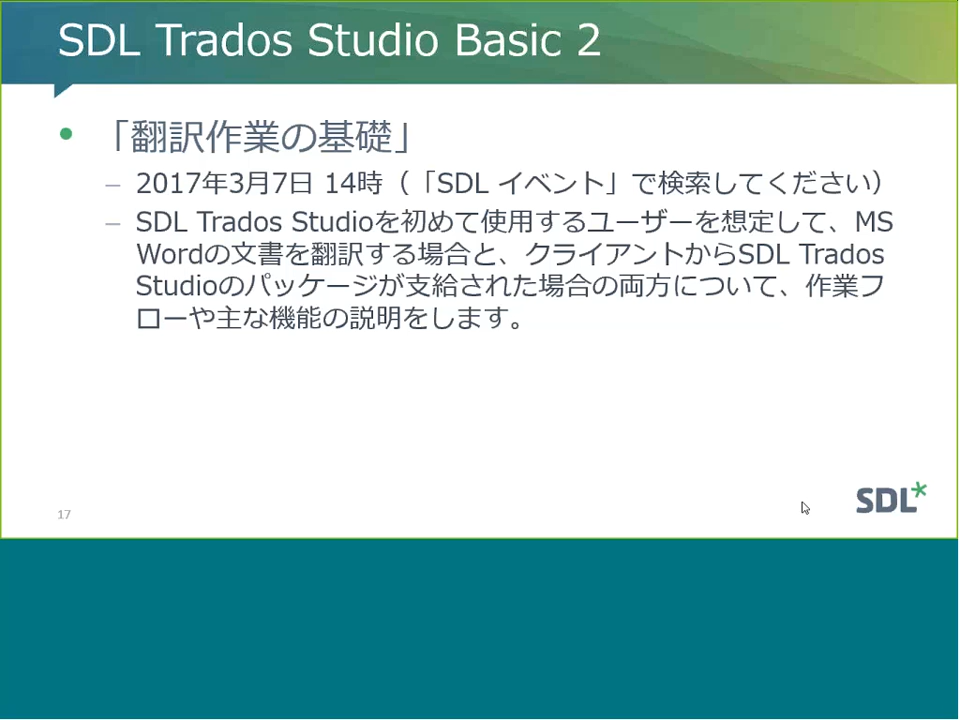 SDL Trados Studio Basic 2
• 「翻訳作業の基礎」
– 2017年3月7日 14時（「SDL イベント」で検索してください）
– SDL Trados Studioを初めて使用するユーザーを想定して、MS
Wordの文書を翻訳する場合と、クライアントからSDL Trados
Studioのパッケージが支給された場合の両方について、作業フ
ローや主な機能の説明をします。
17
SDL*